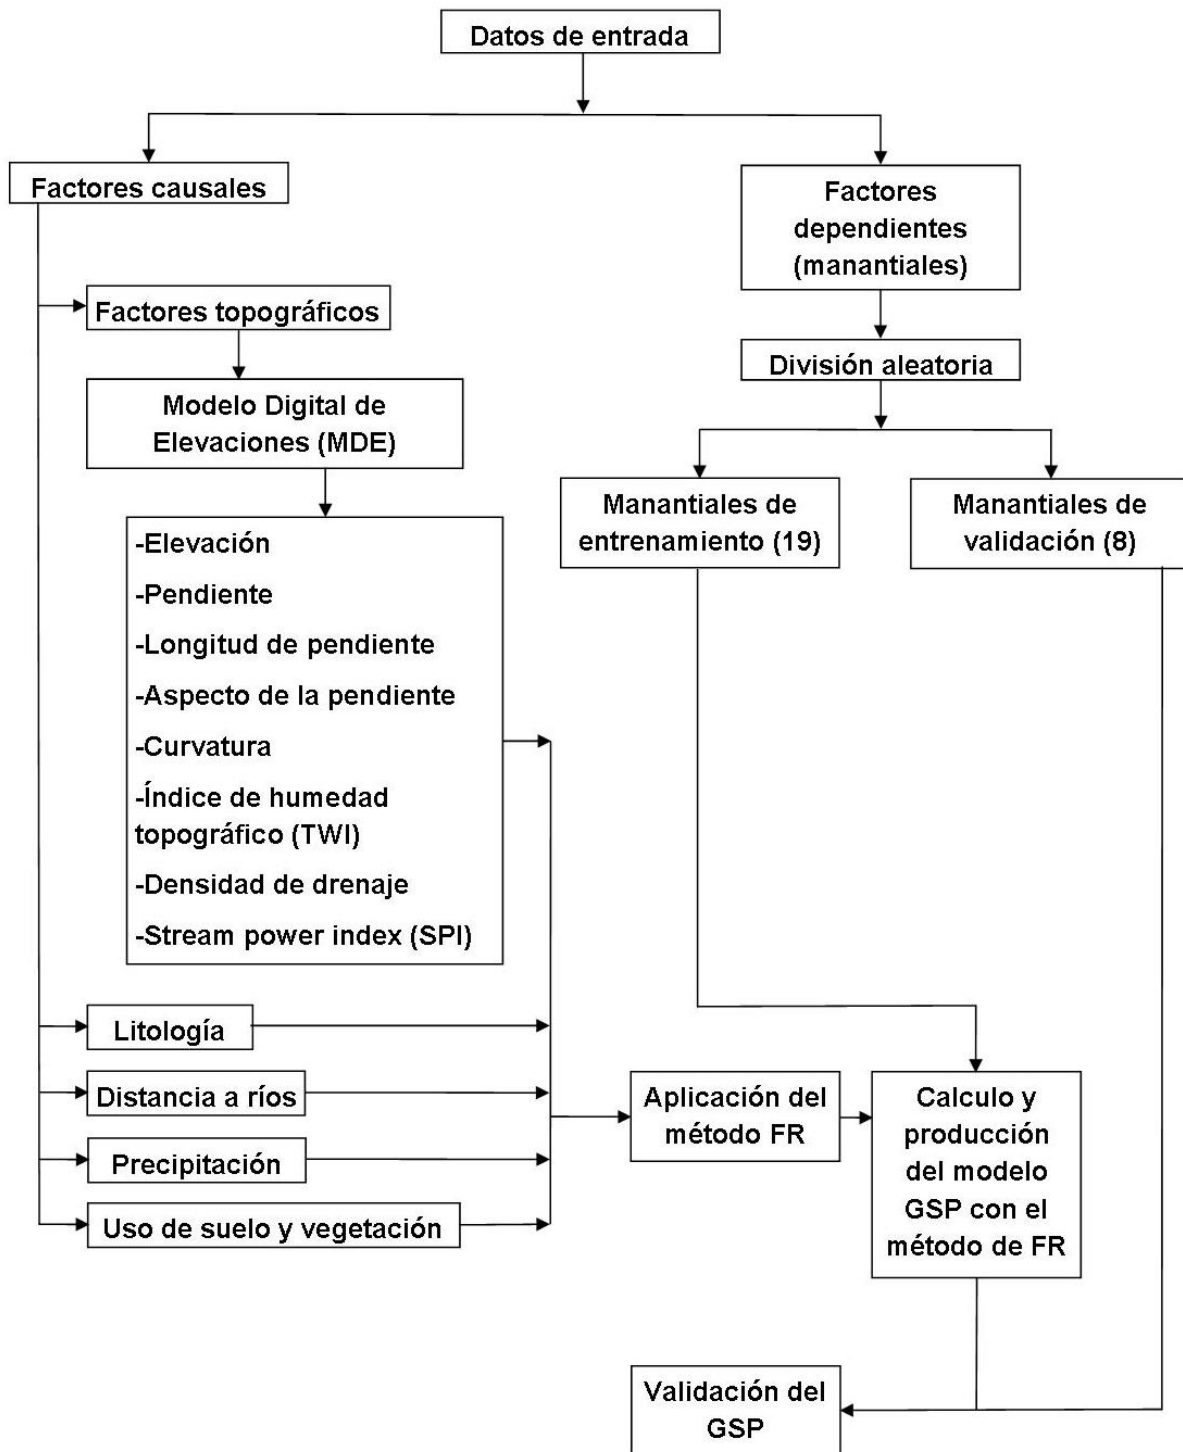 Datos de entrada
Factores causales
Factores
dependientes
(manantiales)
Factores topográficos
División aleatoria
Modelo Digital de
Elevaciones (MDE)
Manantiales de
entrenamiento (19)
Manantiales de
validación (8)
-Elevación
-Pendiente
-Longitud de pendiente
-Aspecto de la pendiente
-Curvatura
-Índice de humedad
topográfico (TWI)
-Densidad de drenaje
-Stream power index (SPI)
Litología
Distancia a ríos
Precipitación
Uso de suelo y vegetación
Aplicación del
método FR
Calculo y
producción
del modelo
GSP con el
método de FR
Validación del
GSP